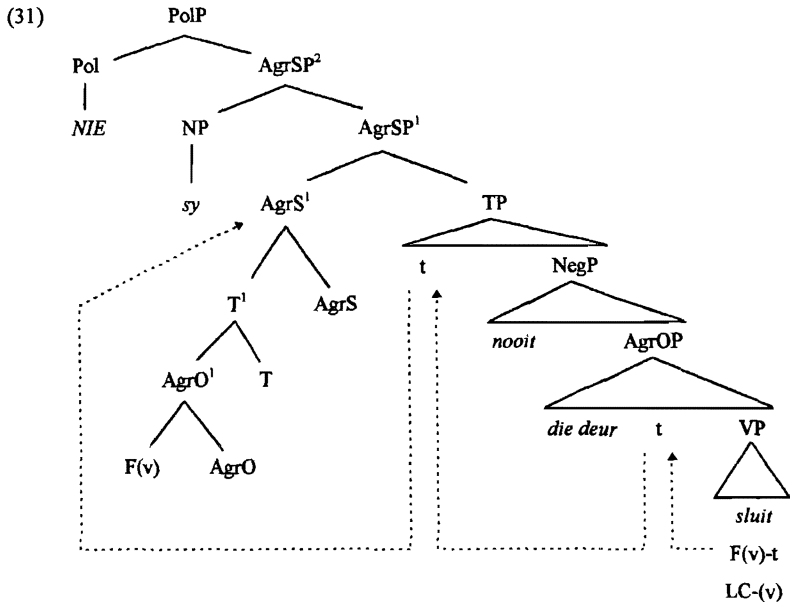 (31) PolP
Pol AgrSP²
NIE NP AgrSP¹
sy AgrS¹ TP
t NegP
T¹ AgrS
nooit AgrOP
AgrO¹ T
die deur t VP
F(v) AgrO
sluit
F(v)-t
LC-(v)